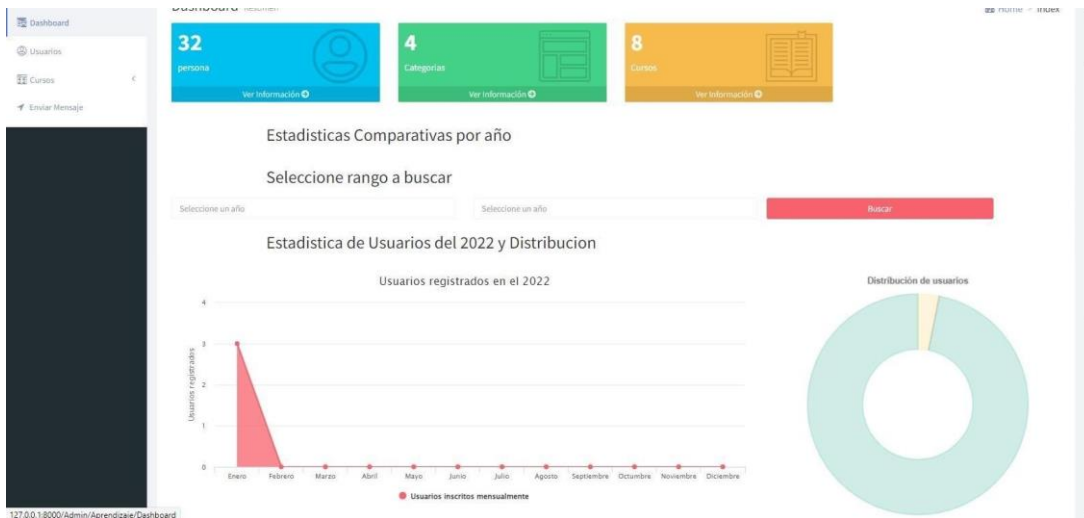 Dashboard Resumen
Home > Index
Dashboard
Usuarios
Cursos
Enviar Mensaje
32
persona
Ver Información
4
Categorias
Ver Información
8
Cursos
Ver Información
Estadisticas Comparativas por año
Seleccione rango a buscar
Seleccione un año
Seleccione un año
Buscar
Estadistica de Usuarios del 2022 y Distribucion
Usuarios registrados en el 2022
Usuarios registrados
4
3
2
1
0
Enero Febrero Marzo Abril Mayo Junio Julio Agosto Septiembre Octumbre Noviembre Diciembre
Usuarios inscritos mensualmente
Distribución de usuarios
127.0.0.1:8000/Admin/Aprendizaje/Dashboard